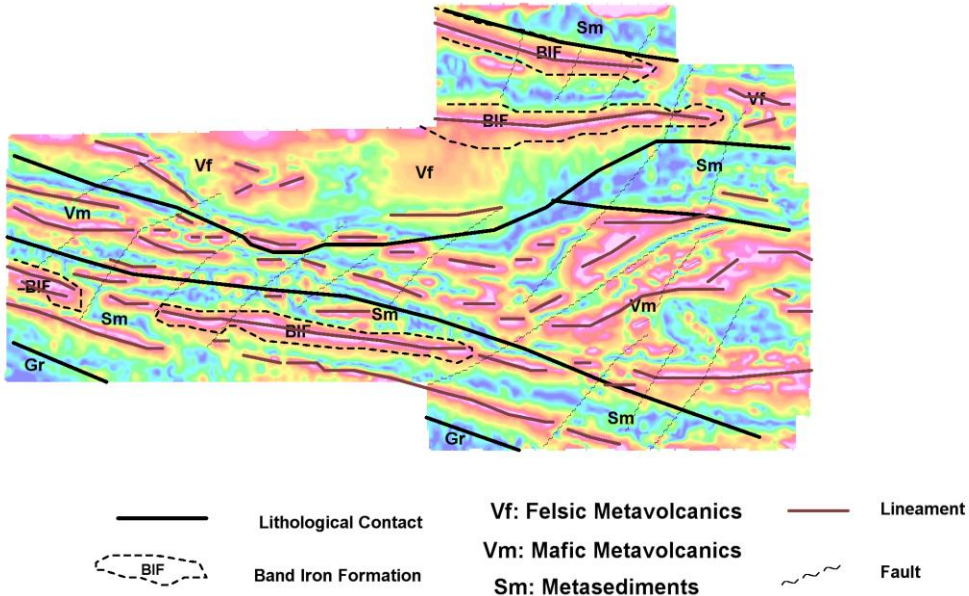 Sm
BIF
Vf
BIF
Vf
Vf
Sm
Vm
BIF
Vm
Sm
BIF
Sm
Gr
Sm
Gr
Lithological Contact
Vf: Felsic Metavolcanics
Lineament
BIF
Band Iron Formation
Vm: Mafic Metavolcanics
Fault
Sm: Metasediments